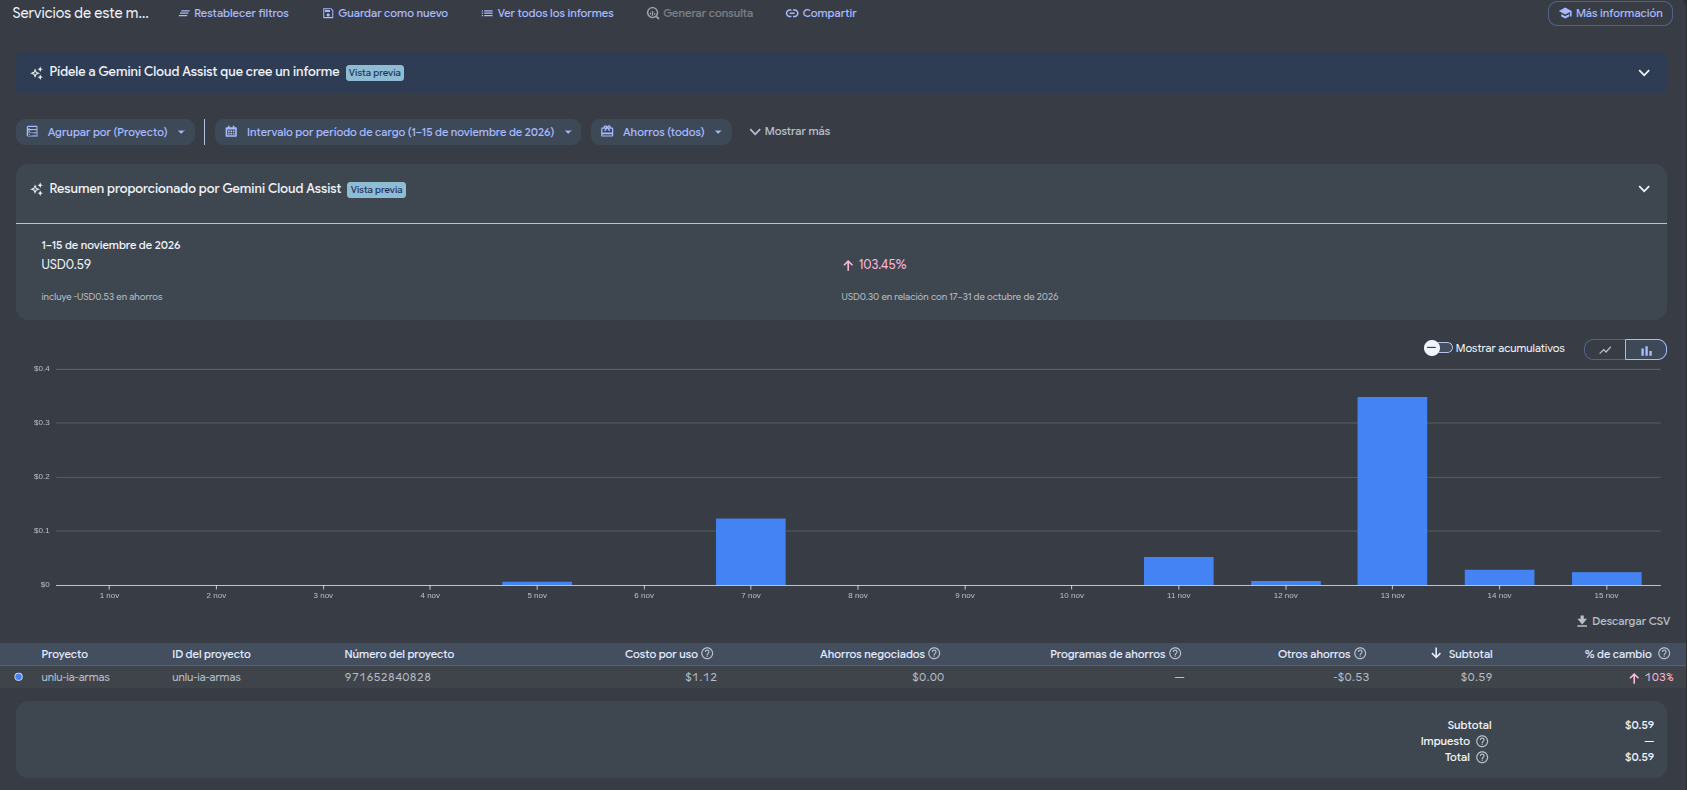 Servicios de este m... Restablecer filtros Guardar como nuevo Ver todos los informes Generar consulta Compartir Más información
Pídele a Gemini Cloud Assist que cree un informe Vista previa
Agrupar por (Proyecto) Intervalo por período de cargo (1–15 de noviembre de 2026) Ahorros (todos) Mostrar más
Resumen proporcionado por Gemini Cloud Assist Vista previa
1–15 de noviembre de 2026
USD0.59 103.45%
incluye -USD0.53 en ahorros USD0.30 en relación con 17–31 de octubre de 2026
Mostrar acumulativos
$0.4
$0.3
$0.2
$0.1
$0
1 nov 2 nov 3 nov 4 nov 5 nov 6 nov 7 nov 8 nov 9 nov 10 nov 11 nov 12 nov 13 nov 14 nov 15 nov
Descargar CSV
Proyecto ID del proyecto Número del proyecto Costo por uso Ahorros negociados Programas de ahorros Otros ahorros Subtotal % de cambio
unlu-ia-armas unlu-ia-armas 971652840828 $1.12 $0.00 — -$0.53 $0.59 103%
Subtotal $0.59
Impuesto —
Total $0.59